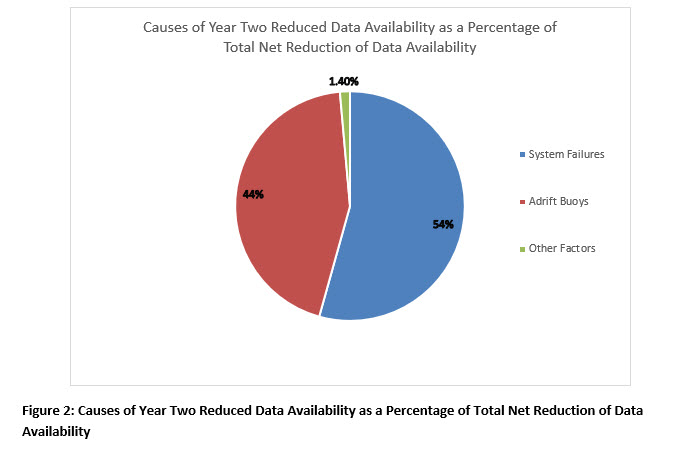 Causes of Year Two Reduced Data Availability as a Percentage of
Total Net Reduction of Data Availability
1.40%
44%
54%
System Failures
Adrift Buoys
Other Factors
Figure 2: Causes of Year Two Reduced Data Availability as a Percentage of Total Net Reduction of Data
Availability